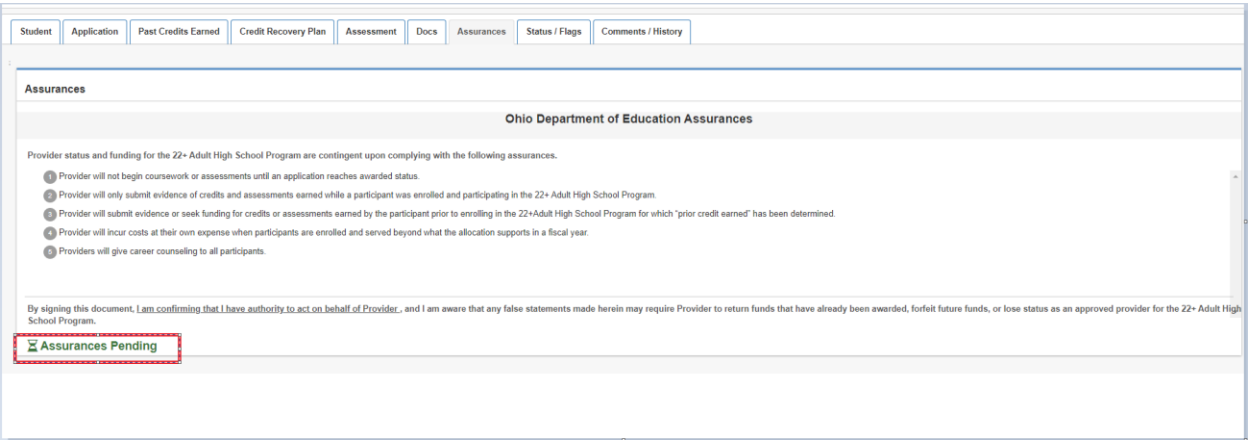 Student Application Past Credits Earned Credit Recovery Plan Assessment Docs Assurances Status / Flags Comments / History
Assurances
Ohio Department of Education Assurances
Provider status and funding for the 22+ Adult High School Program are contingent upon complying with the following assurances.
1 Provider will not begin coursework or assessments until an application reaches awarded status.
2 Provider will only submit evidence of credits and assessments earned while a participant was enrolled and participating in the 22+ Adult High School Program.
3 Provider will submit evidence or seek funding for credits or assessments earned by the participant prior to enrolling in the 22+Adult High School Program for which "prior credit earned" has been determined.
4 Provider will incur costs at their own expense when participants are enrolled and served beyond what the allocation supports in a fiscal year.
5 Providers will give career counseling to all participants.
By signing this document, I am confirming that I have authority to act on behalf of Provider , and I am aware that any false statements made herein may require Provider to return funds that have already been awarded, forfeit future funds, or lose status as an approved provider for the 22+ Adult High
School Program.
Assurances Pending